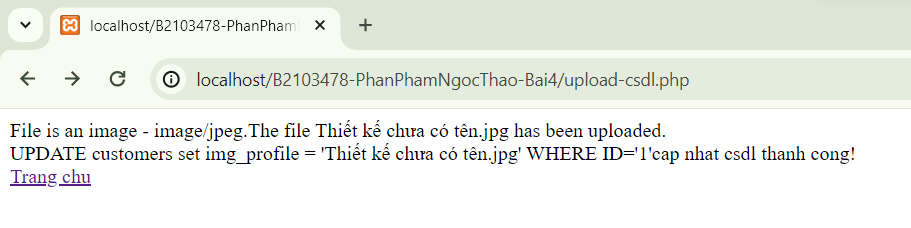 localhost/B2103478-PhanPham
localhost/B2103478-PhanPhamNgocThao-Bai4/upload-csdl.php
File is an image - image/jpeg.The file Thiết kế chưa có tên.jpg has been uploaded.
UPDATE customers set img_profile = 'Thiết kế chưa có tên.jpg' WHERE ID='1'cap nhat csdl thanh cong!
Trang chu